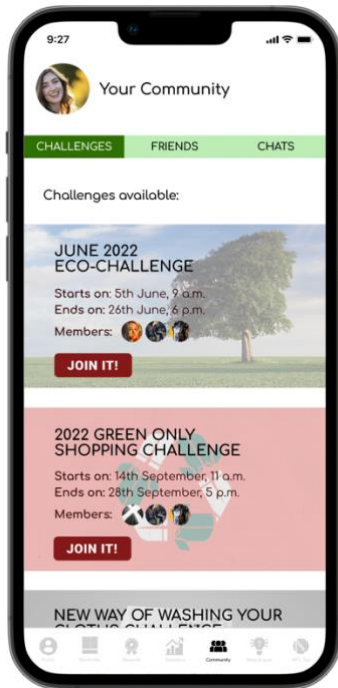 9:27
Your Community
CHALLENGES FRIENDS CHATS
Challenges available:
JUNE 2022
ECO-CHALLENGE
Starts on: 5th June, 9 a.m.
Ends on: 26th June, 6 p.m.
Members:
JOIN IT!
2022 GREEN ONLY
SHOPPING CHALLENGE
Starts on: 14th September, 11 a.m.
Ends on: 28th September, 5 p.m.
Members:
JOIN IT!
NEW WAY OF WASHING YOUR
CLOTHS CHALLENGE
Community